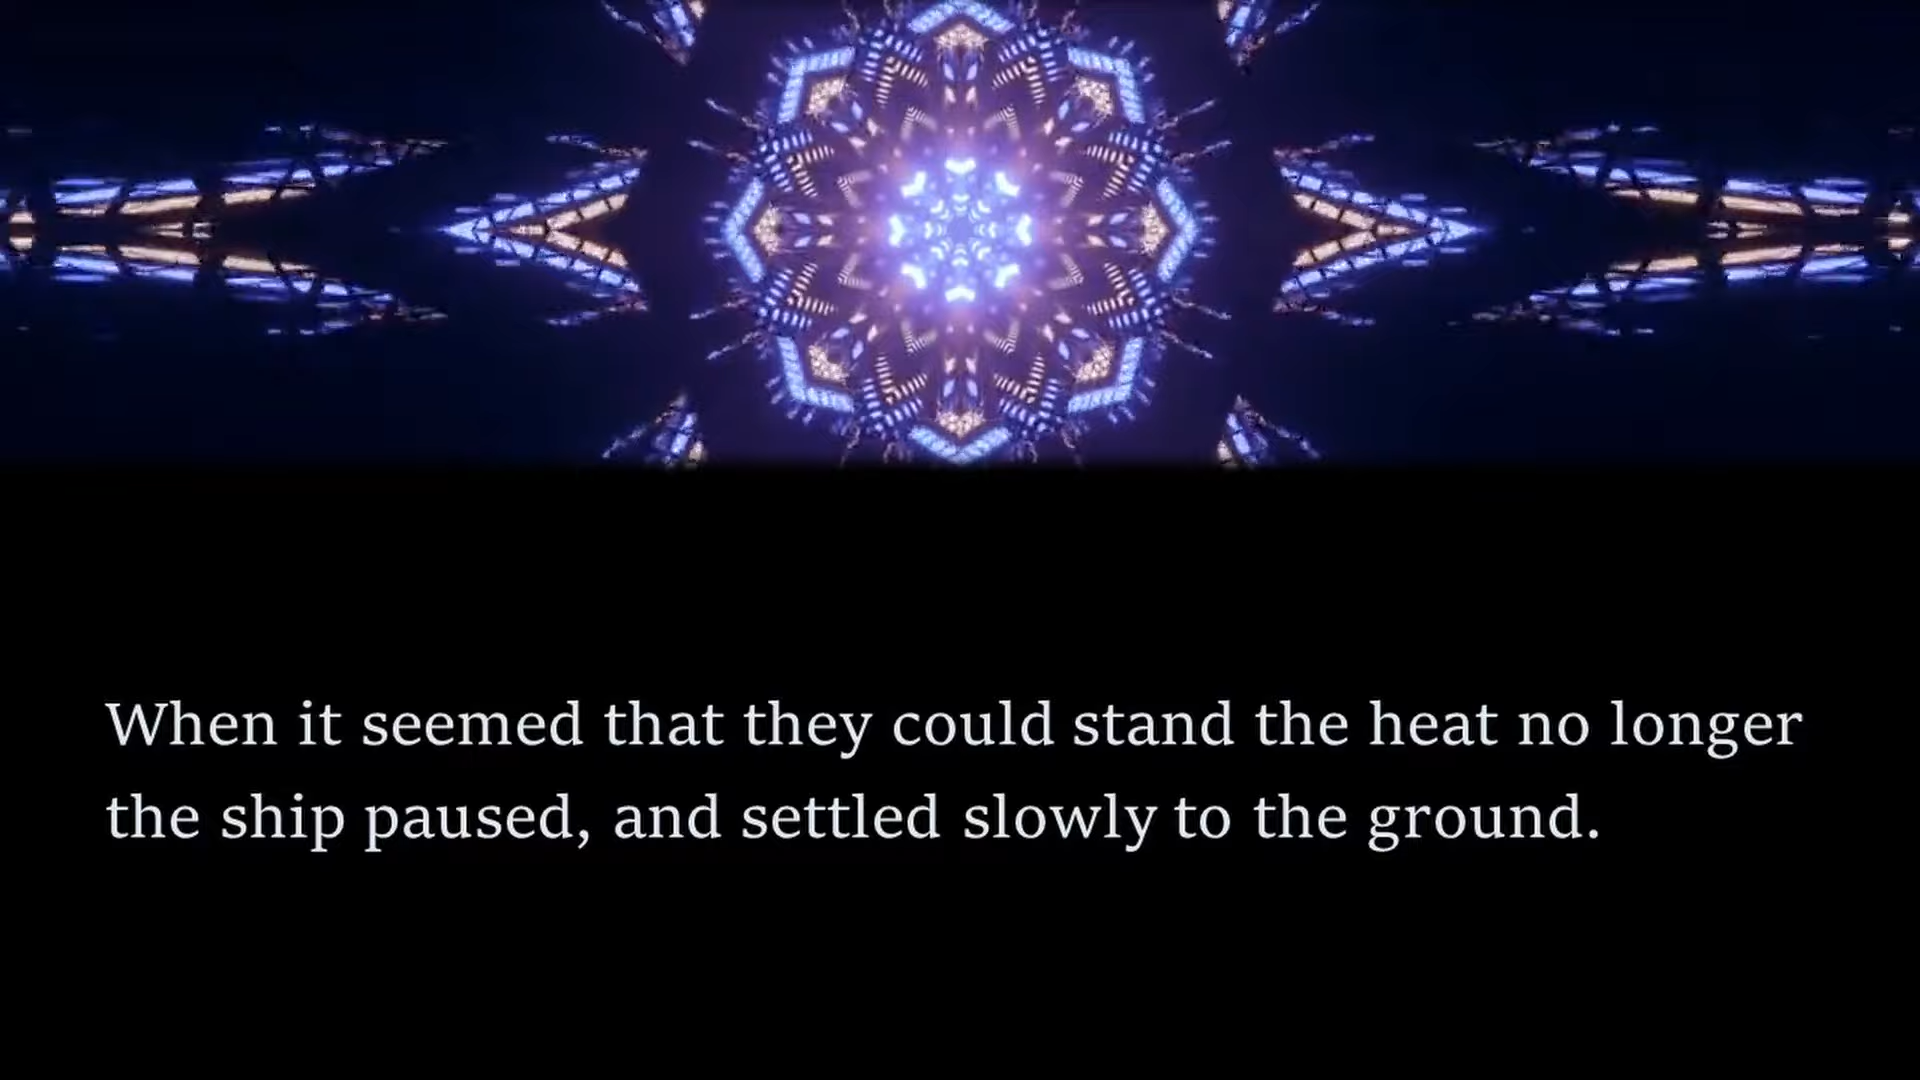 When it seemed that they could stand the heat no longer
the ship paused, and settled slowly to the ground.